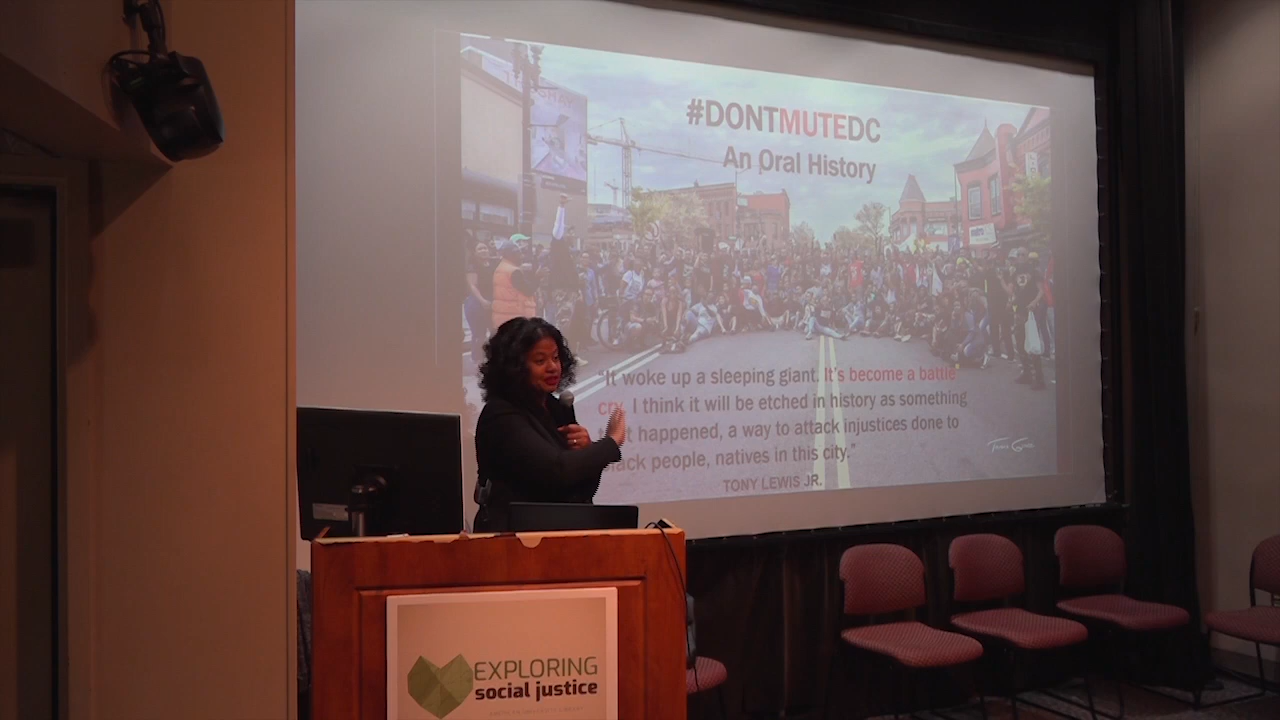 #DONTMUTEDC
An Oral History
"It woke up a sleeping giant. It's become a battle
cry. I think it will be etched in history as something
happened, a way to attack injustices done to
people, natives in this city."
TONY LEWIS JR.
EXPLORING
social justice